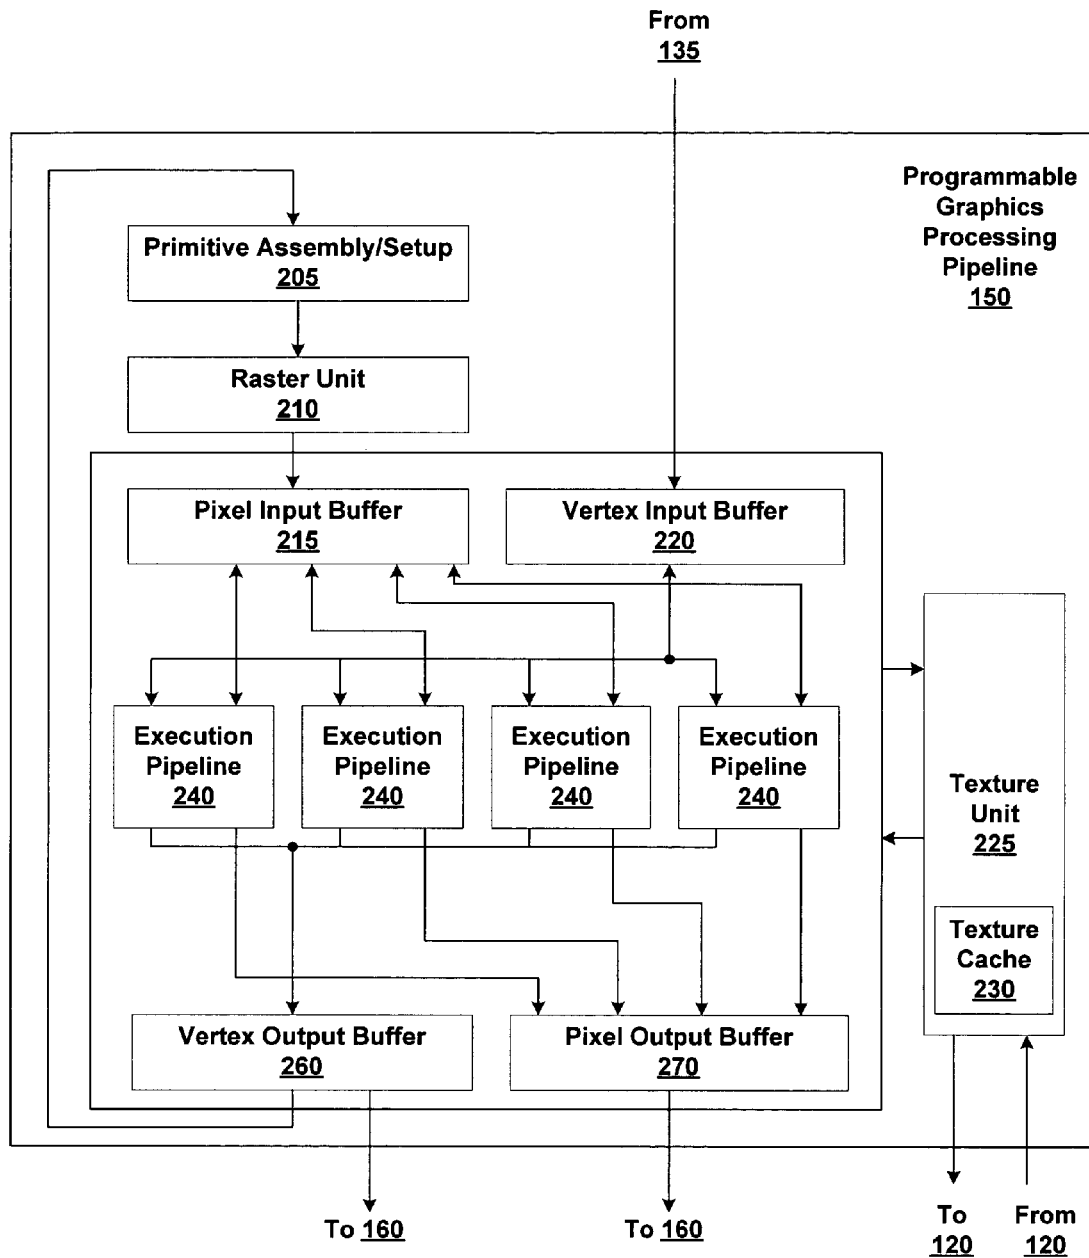 From
135
Programmable
Graphics
Processing
Pipeline
150
Primitive Assembly/Setup
205
Raster Unit
210
Pixel Input Buffer
215
Vertex Input Buffer
220
Execution
Pipeline
240
Execution
Pipeline
240
Execution
Pipeline
240
Execution
Pipeline
240
Texture
Unit
225
Texture
Cache
230
Vertex Output Buffer
260
Pixel Output Buffer
270
To 160
To 160
To
120
From
120